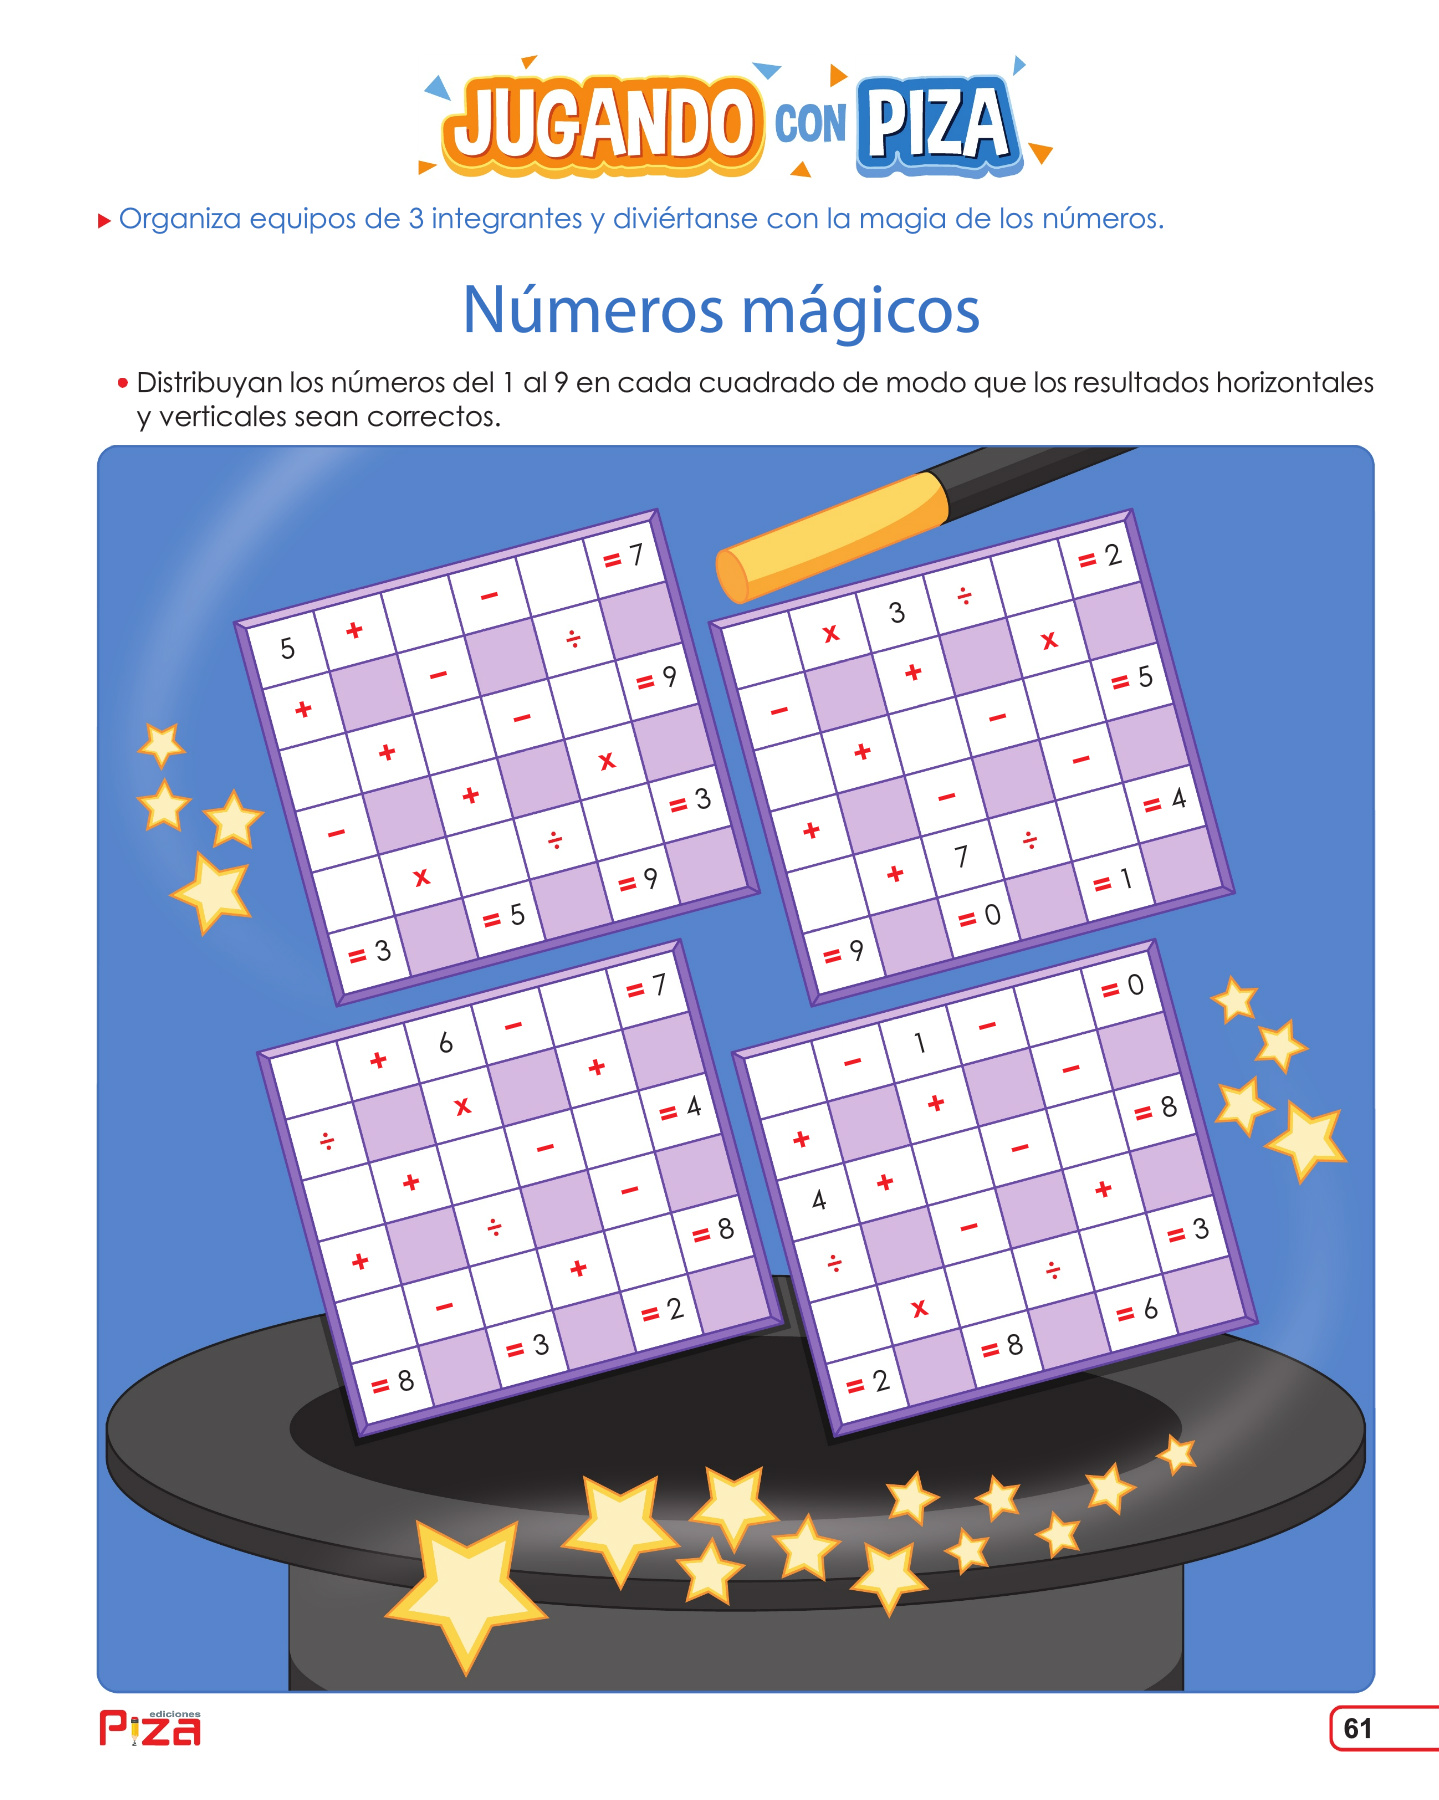 JUGANDO CON PIZA
Organiza equipos de 3 integrantes y diviértanse con la magia de los números.
Números mágicos
• Distribuyan los números del 1 al 9 en cada cuadrado de modo que los resultados horizontales
y verticales sean correctos.
5 + − = 7
+ − ÷
+ − = 9
− + x
x ÷ = 3
= 3 = 5 = 9
x 3 ÷ = 2
− + x
+ − = 5
+ − −
+ 7 ÷ = 4
= 9 = 0 = 1
+ 6 − = 7
÷ x +
+ − = 4
+ ÷ −
− + = 8
= 8 = 3 = 2
− 1 − = 0
+ + −
4 + − = 8
÷ − +
x ÷ = 3
= 2 = 8 = 6
ediciones
Piza
61